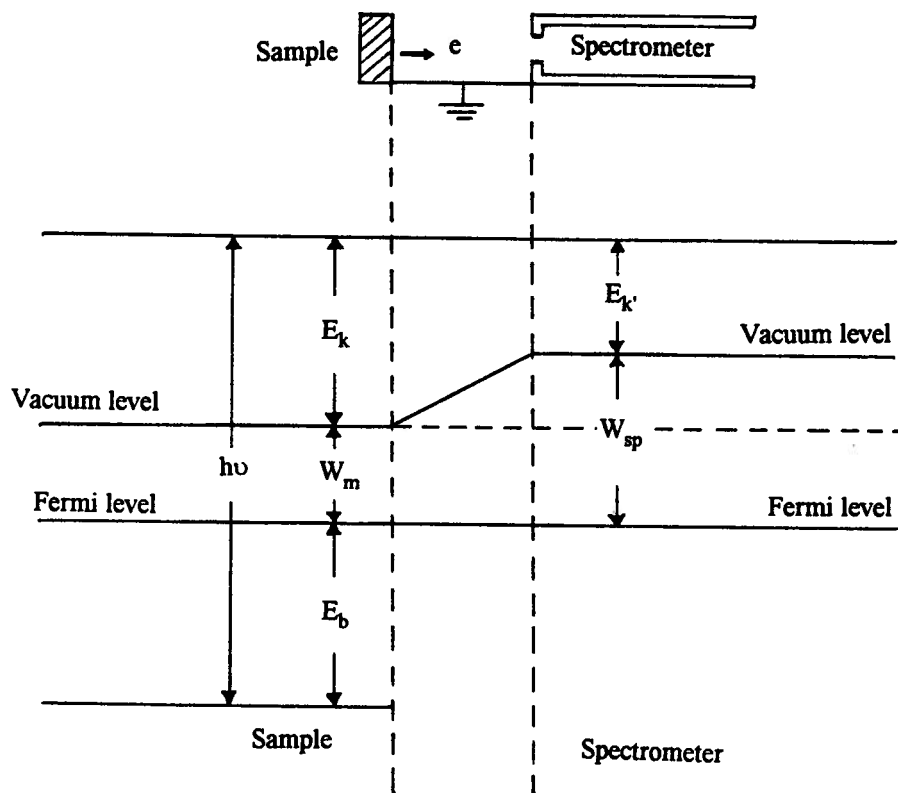 Sample
e
Spectrometer
E_k
E_k'
Vacuum level
Vacuum level
W_sp
hυ
W_m
Fermi level
Fermi level
E_b
Sample
Spectrometer